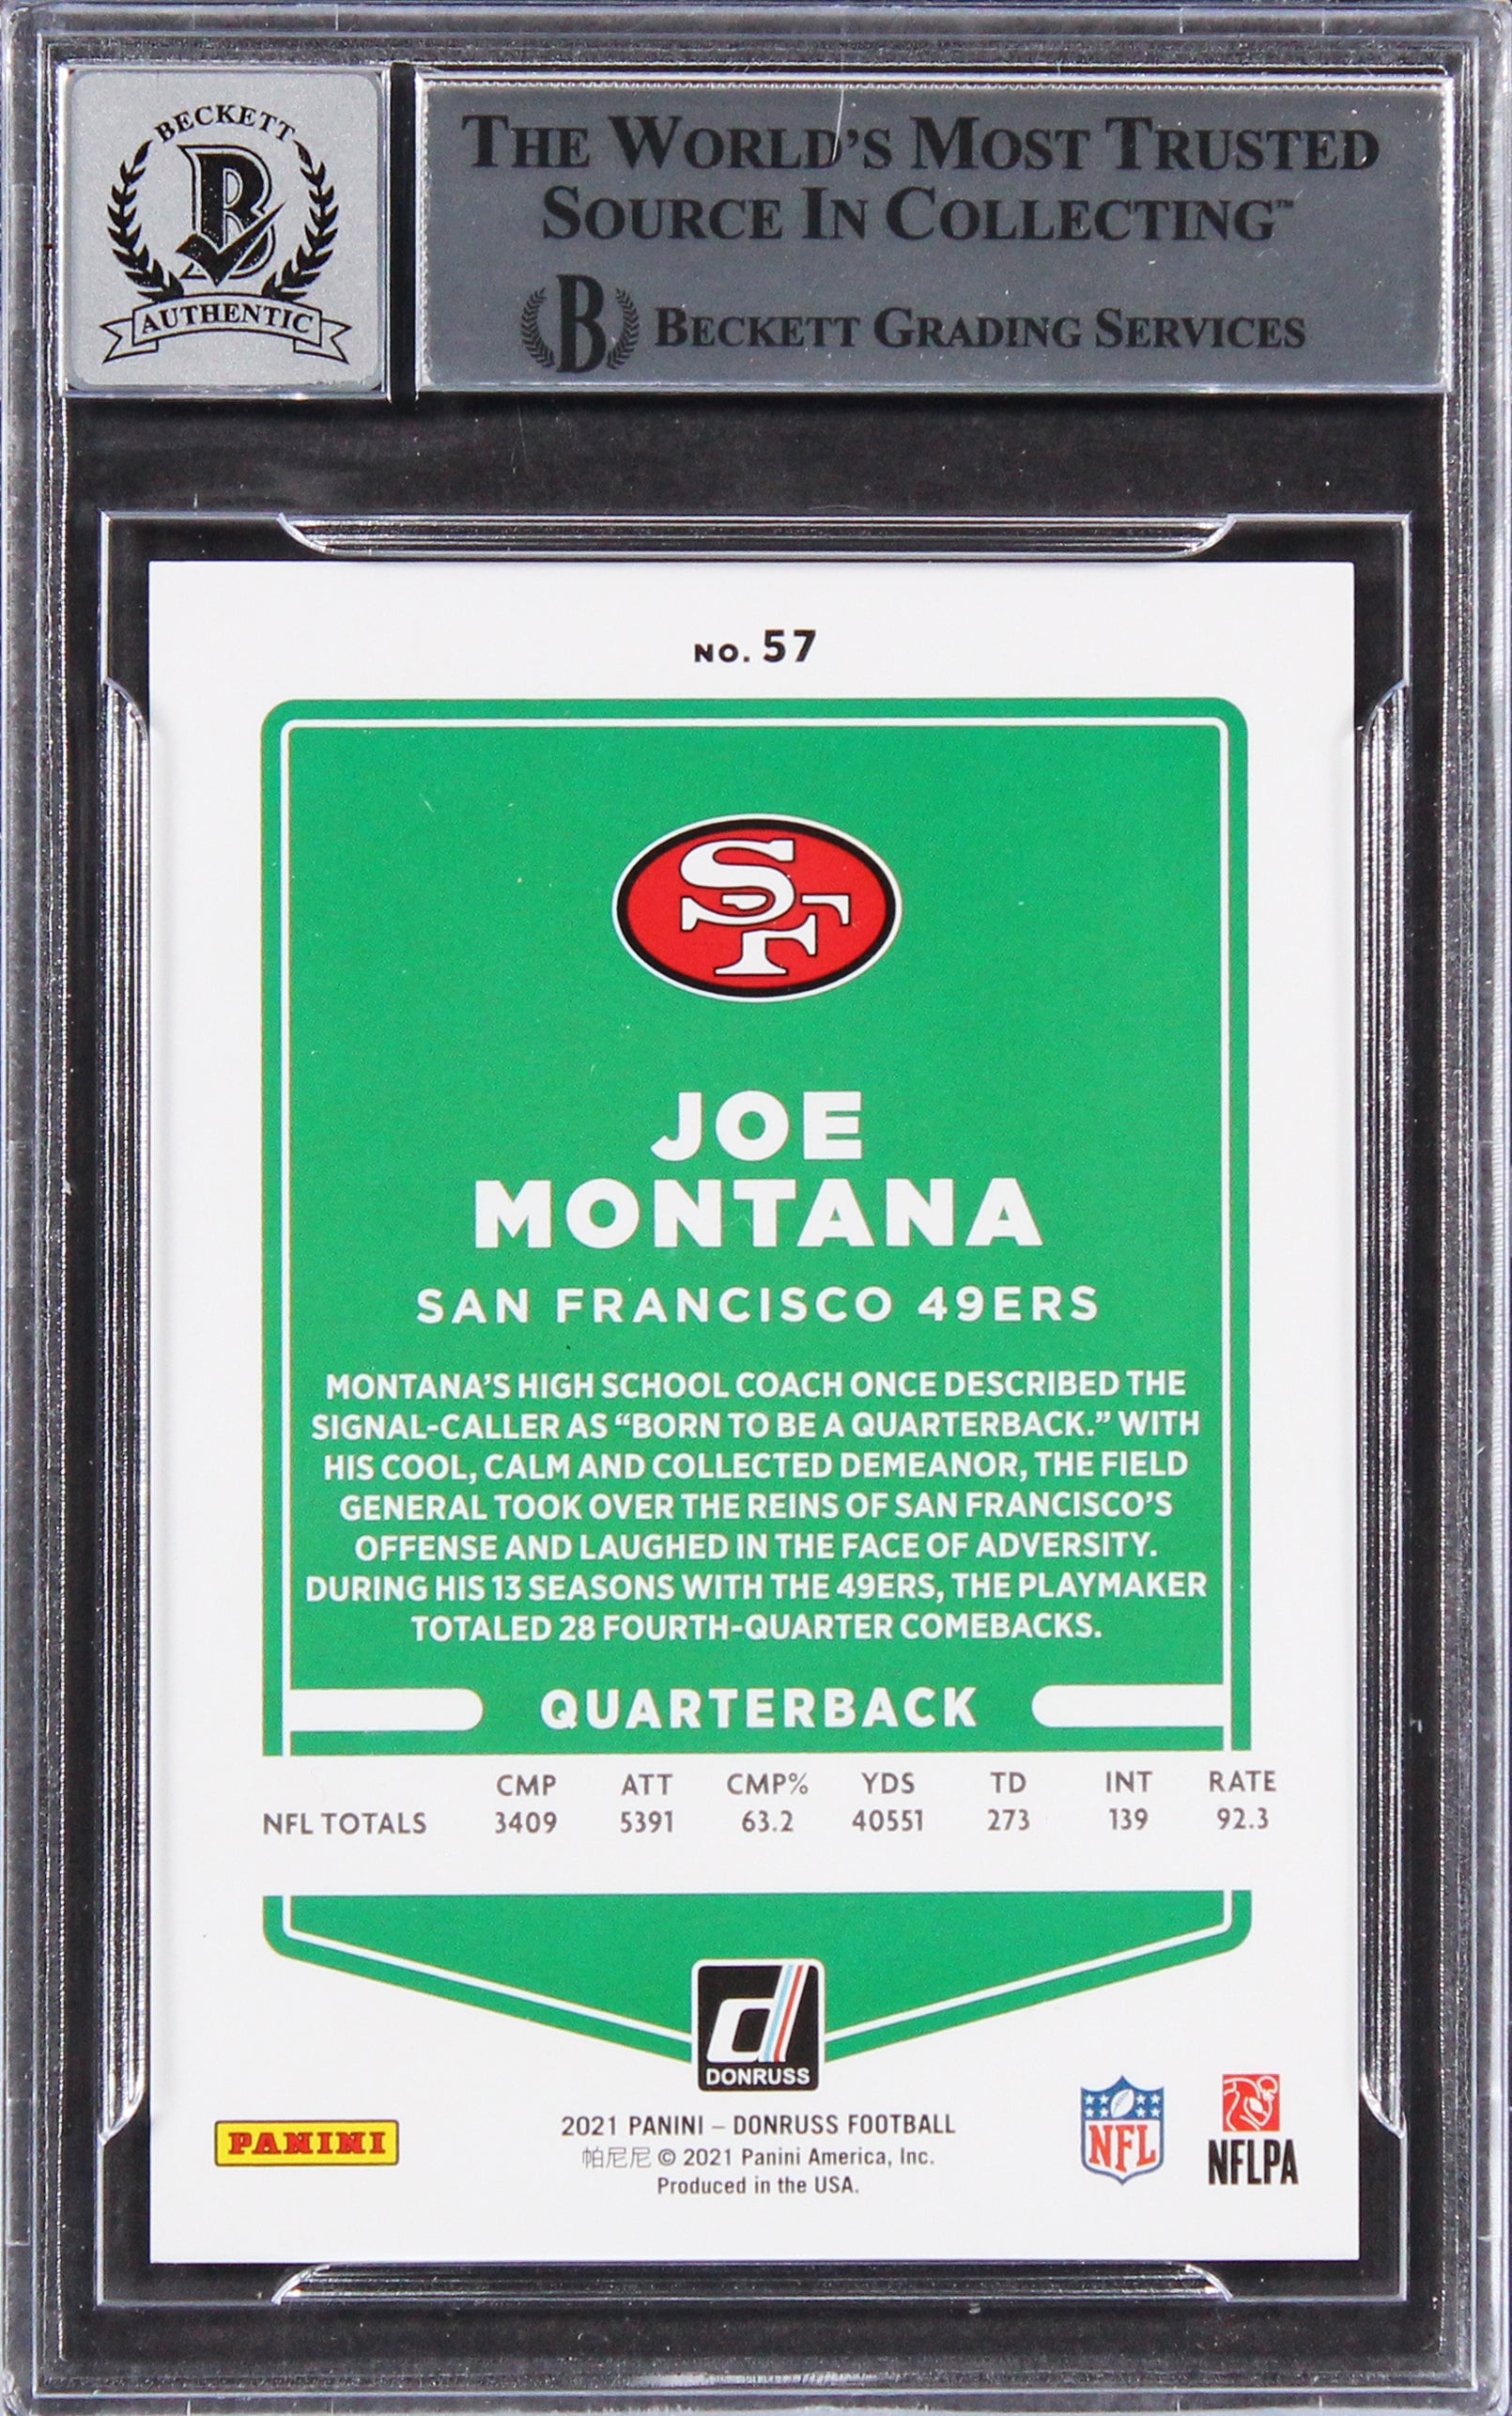 BECKETT
B
AUTHENTIC
THE WORLD'S MOST TRUSTED
SOURCE IN COLLECTING™
B BECKETT GRADING SERVICES
NO. 57
SF
JOE
MONTANA
SAN FRANCISCO 49ERS
MONTANA'S HIGH SCHOOL COACH ONCE DESCRIBED THE
SIGNAL-CALLER AS “BORN TO BE A QUARTERBACK.” WITH
HIS COOL, CALM AND COLLECTED DEMEANOR, THE FIELD
GENERAL TOOK OVER THE REINS OF SAN FRANCISCO'S
OFFENSE AND LAUGHED IN THE FACE OF ADVERSITY.
DURING HIS 13 SEASONS WITH THE 49ERS, THE PLAYMAKER
TOTALED 28 FOURTH-QUARTER COMEBACKS.
QUARTERBACK
CMP ATT CMP% YDS TD INT RATE
NFL TOTALS 3409 5391 63.2 40551 273 139 92.3
d
DONRUSS
PANINI
2021 PANINI – DONRUSS FOOTBALL
帕尼尼 © 2021 Panini America, Inc.
Produced in the USA.
NFL
NFLPA